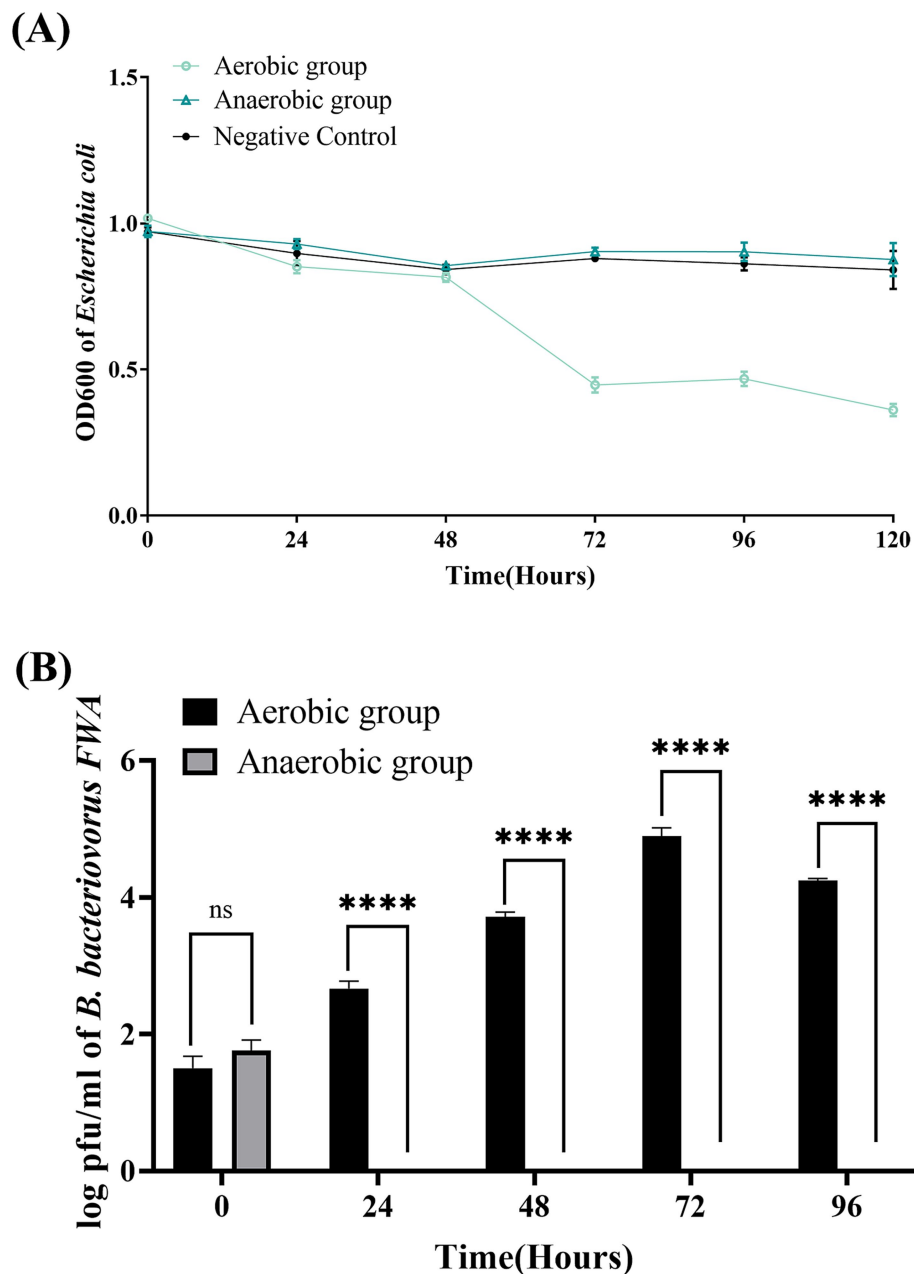 (A)
Aerobic group
Anaerobic group
Negative Control
OD600 of Escherichia coli
1.5
1.0
0.5
0.0
0 24 48 72 96 120
Time(Hours)
(B)
log pfu/ml of B. bacteriovorus FWA
Aerobic group
Anaerobic group
6
4
2
0
ns
****
****
****
****
0 24 48 72 96
Time(Hours)